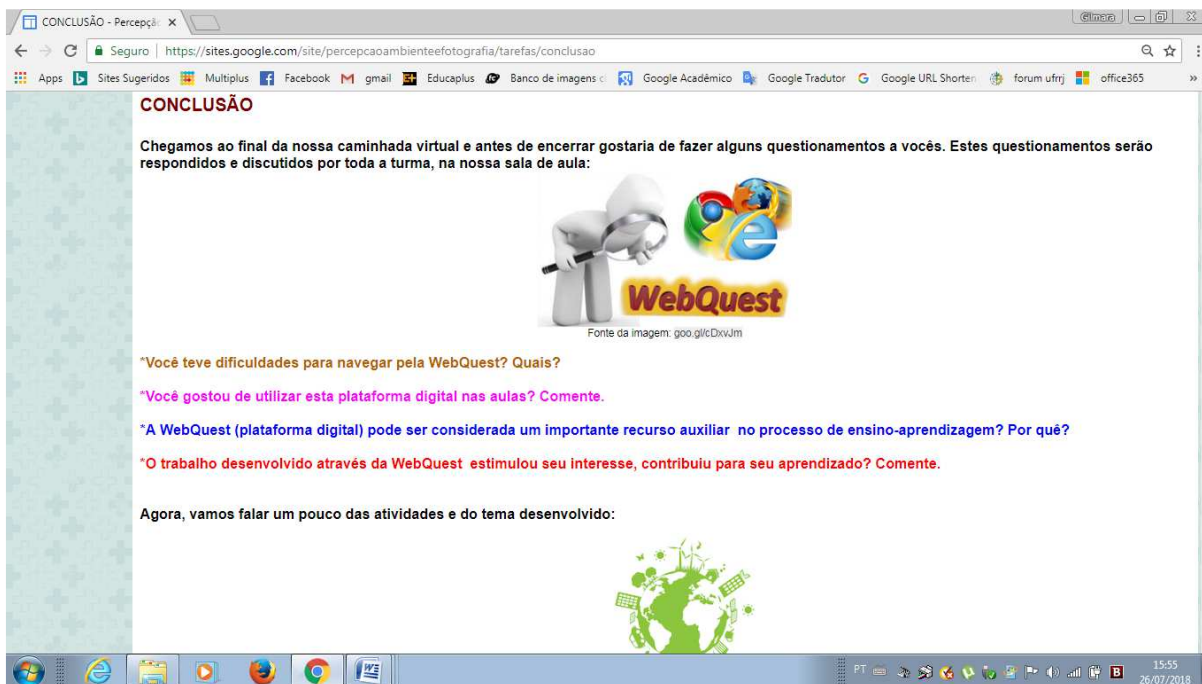 CONCLUSÃO - Percepçã
Gilmara
Seguro | https://sites.google.com/site/percepcaoambienteefotografia/tarefas/conclusao
Apps Sites Sugeridos Multiplus Facebook gmail Educaplus Banco de imagens Google Acadêmico Google Tradutor Google URL Shorten forum ufrrj office365 »
CONCLUSÃO
Chegamos ao final da nossa caminhada virtual e antes de encerrar gostaria de fazer alguns questionamentos a vocês. Estes questionamentos serão
respondidos e discutidos por toda a turma, na nossa sala de aula:
WebQuest
Fonte da imagem: goo.gl/cDxvJm
*Você teve dificuldades para navegar pela WebQuest? Quais?
*Você gostou de utilizar esta plataforma digital nas aulas? Comente.
*A WebQuest (plataforma digital) pode ser considerada um importante recurso auxiliar no processo de ensino-aprendizagem? Por quê?
*O trabalho desenvolvido através da WebQuest estimulou seu interesse, contribuiu para seu aprendizado? Comente.
Agora, vamos falar um pouco das atividades e do tema desenvolvido:
PT
15:55
26/07/2018